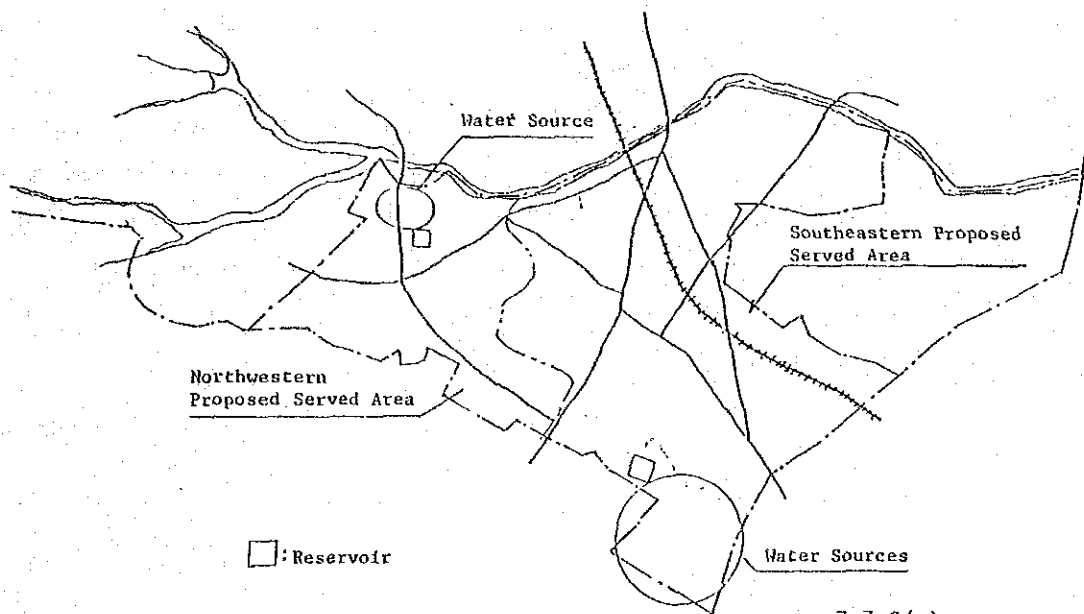 Water Source
Southeastern Proposed
Served Area
Northwestern
Proposed Served Area
□:Reservoir
Water Sources